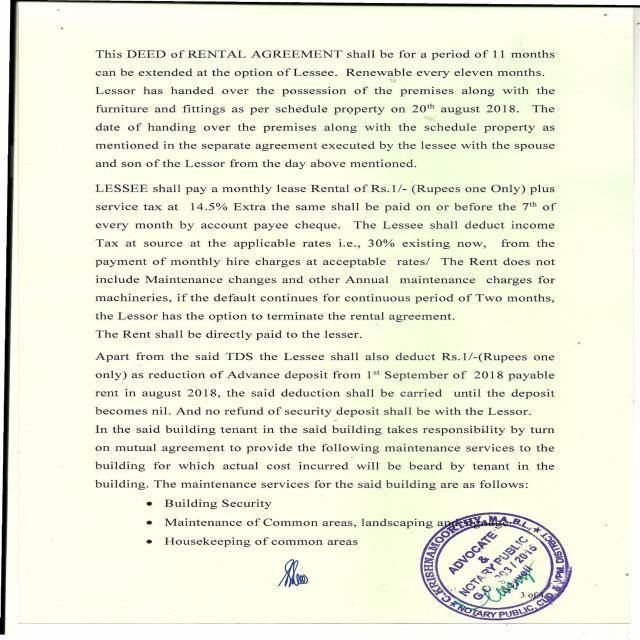 This DEED of RENTAL AGREEMENT shall be for a period of 11 months
can be extended at the option of Lessee. Renewable every eleven months.
Lessor has handed over the possession of the premises along with the
furniture and fittings as per schedule property on 20th august 2018. The
date of handing over the premises along with the schedule property as
mentioned in the separate agreement executed by the lessee with the spouse
and son of the Lessor from the day above mentioned.
LESSEE shall pay a monthly lease Rental of Rs.1/- (Rupees one Only) plus
service tax at 14.5% Extra the same shall be paid on or before the 7th of
every month by account payee cheque. The Lessee shall deduct income
Tax at source at the applicable rates i.e., 30% existing now, from the
payment of monthly hire charges at acceptable rates/ The Rent does not
include Maintenance changes and other Annual maintenance charges for
machineries, if the default continues for continuous period of Two months,
the Lessor has the option to terminate the rental agreement.
The Rent shall be directly paid to the lesser.
Apart from the said TDS the Lessee shall also deduct Rs.1/-(Rupees one
only) as reduction of Advance deposit from 1st September of 2018 payable
rent in august 2018, the said deduction shall be carried until the deposit
becomes nil. And no refund of security deposit shall be with the Lessor.
In the said building tenant in the said building takes responsibility by turn
on mutual agreement to provide the following maintenance services to the
building for which actual cost incurred will be beard by tenant in the
building. The maintenance services for the said building are as follows:
• Building Security
• Maintenance of Common areas, landscaping and
• Housekeeping of common areas
C.KRISHNAMOORTHY, M.A.B.L.
ADVOCATE
&
NOTARY PUBLIC
/ 2015
NOTARY PUBLIC, CUD. & VPM. DISTRICT
3 of